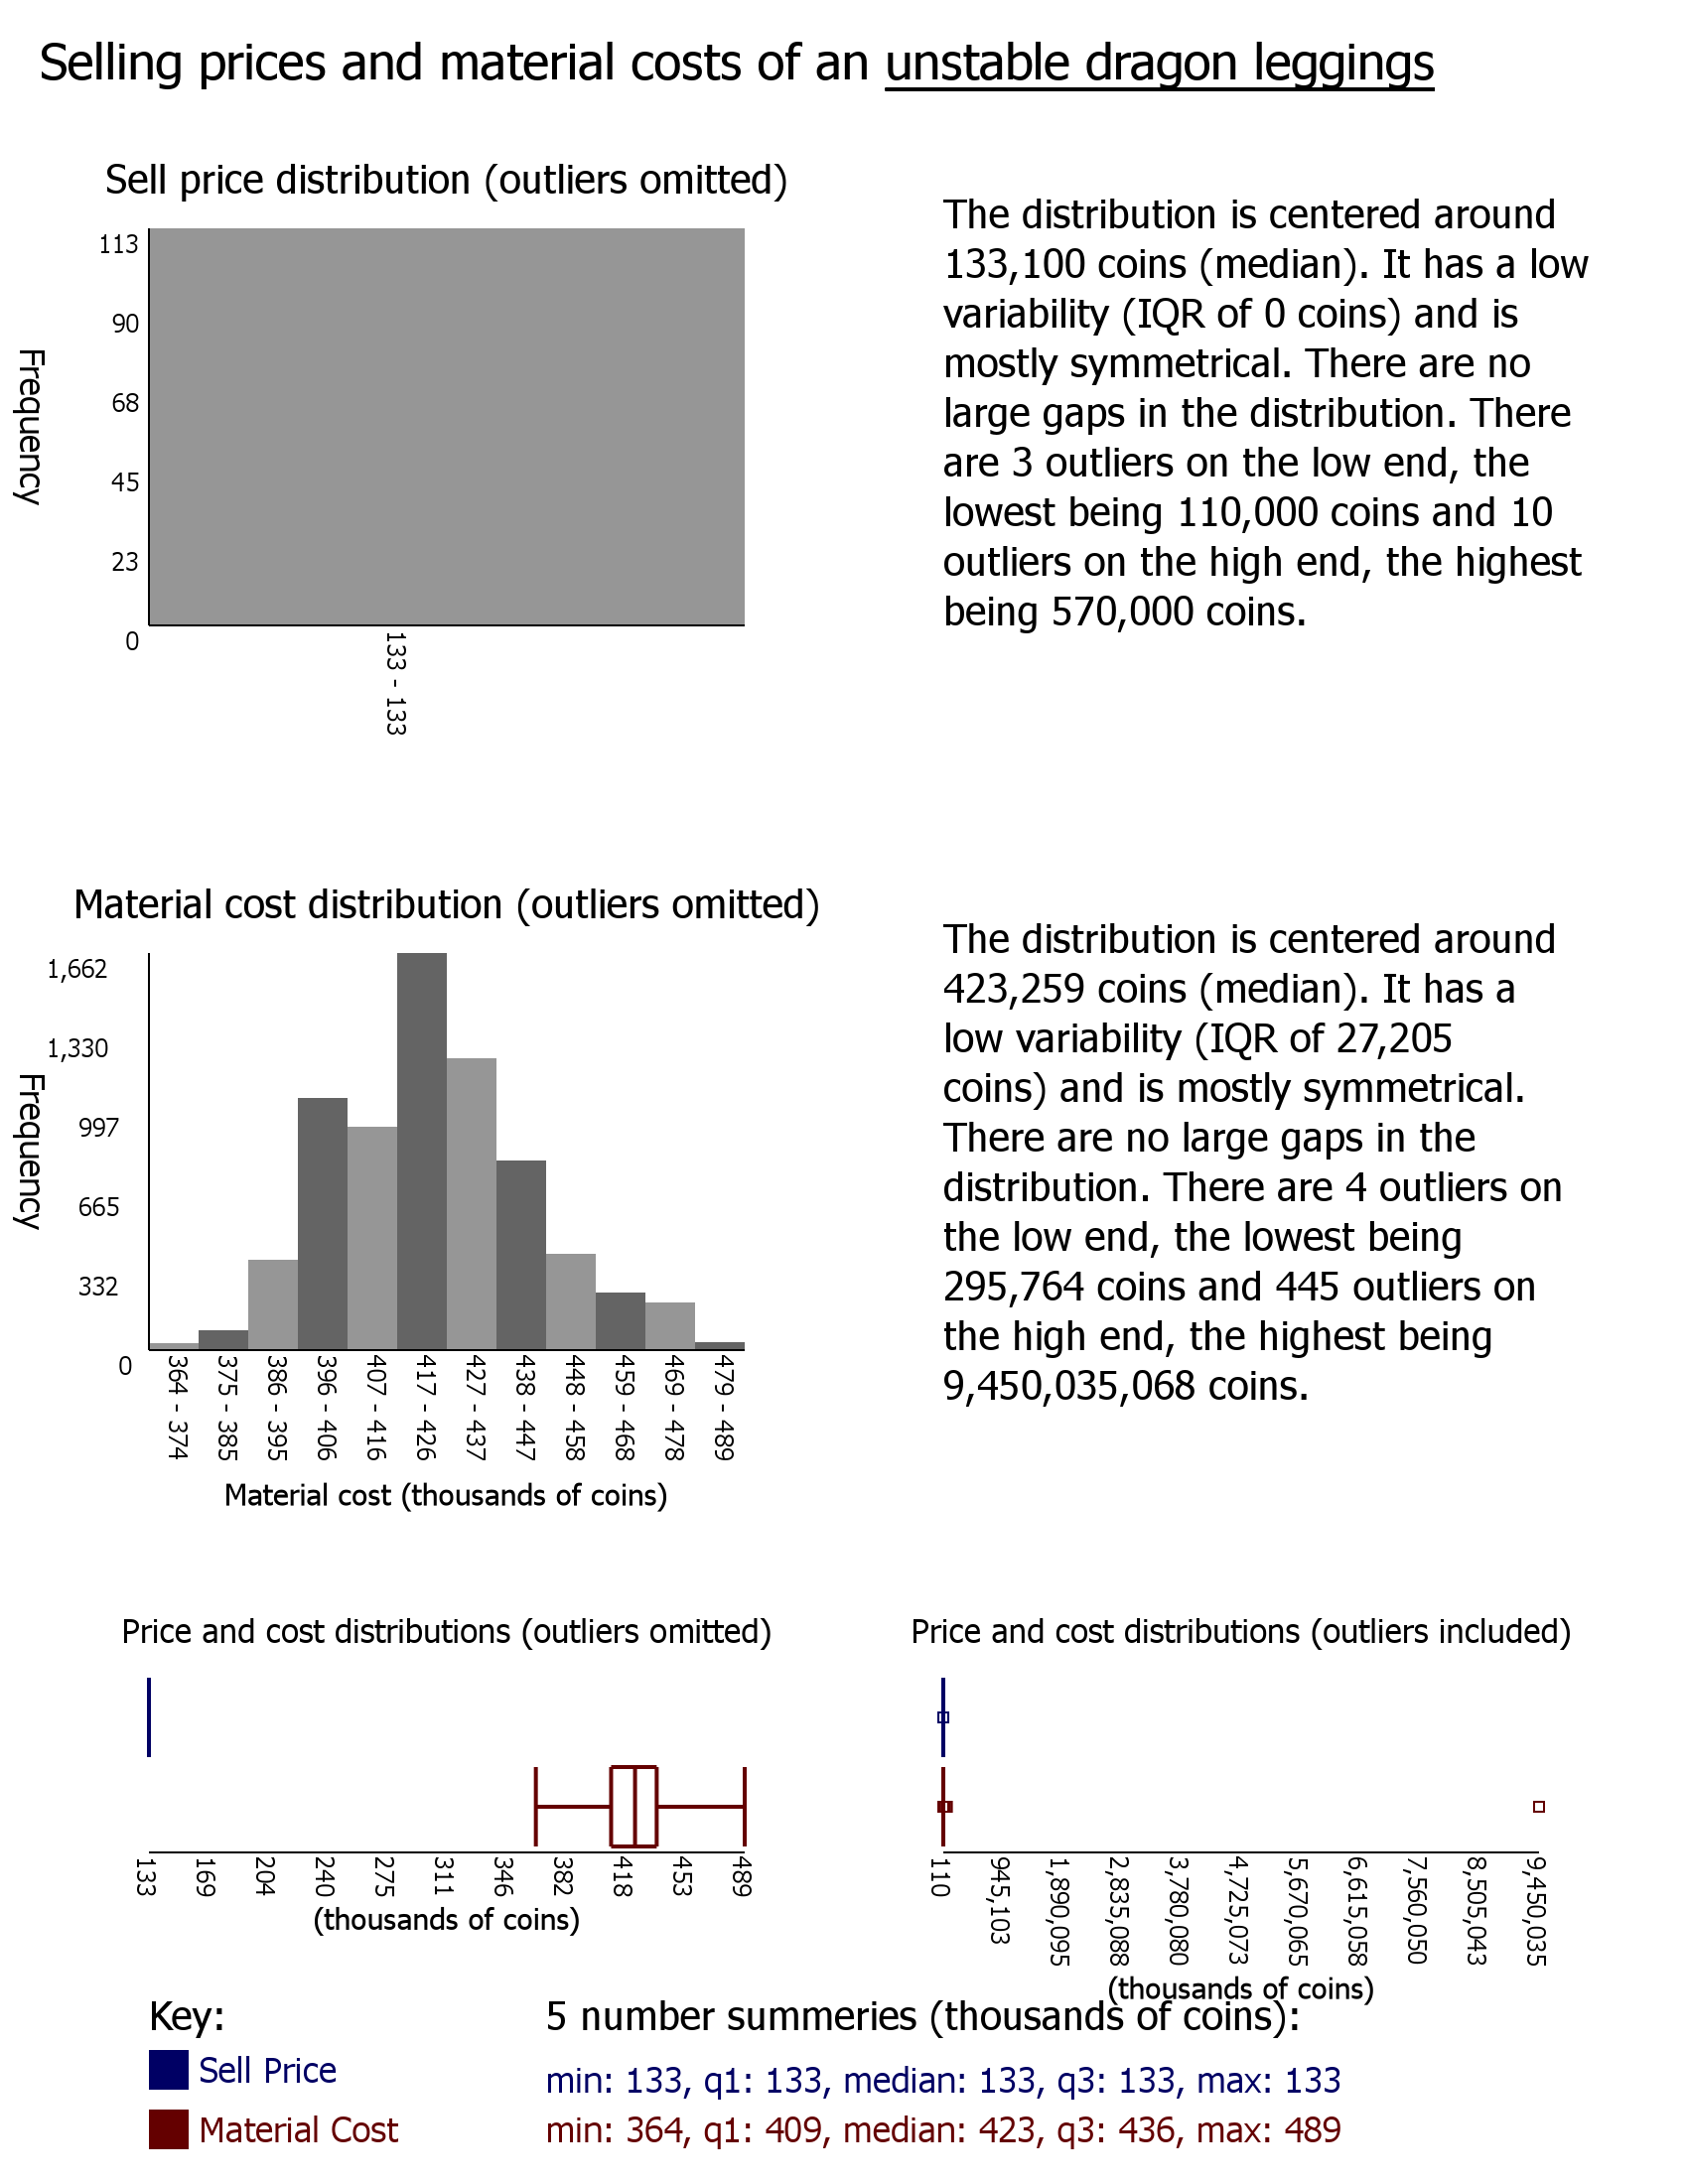 Selling prices and material costs of an unstable dragon leggings
Sell price distribution (outliers omitted)
113
90
68
45
23
0
Frequency
133 - 133
The distribution is centered around
133,100 coins (median). It has a low
variability (IQR of 0 coins) and is
mostly symmetrical. There are no
large gaps in the distribution. There
are 3 outliers on the low end, the
lowest being 110,000 coins and 10
outliers on the high end, the highest
being 570,000 coins.
Material cost distribution (outliers omitted)
1,662
1,330
997
665
332
0
Frequency
364 - 374
375 - 385
386 - 395
396 - 406
407 - 416
417 - 426
427 - 437
438 - 447
448 - 458
459 - 468
469 - 478
479 - 489
Material cost (thousands of coins)
The distribution is centered around
423,259 coins (median). It has a
low variability (IQR of 27,205
coins) and is mostly symmetrical.
There are no large gaps in the
distribution. There are 4 outliers on
the low end, the lowest being
295,764 coins and 445 outliers on
the high end, the highest being
9,450,035,068 coins.
Price and cost distributions (outliers omitted)
133
169
204
240
275
311
346
382
418
453
489
(thousands of coins)
Price and cost distributions (outliers included)
110
945,103
1,890,095
2,835,088
3,780,080
4,725,073
5,670,065
6,615,058
7,560,050
8,505,043
9,450,035
(thousands of coins)
Key:
Sell Price
Material Cost
5 number summeries (thousands of coins):
min: 133, q1: 133, median: 133, q3: 133, max: 133
min: 364, q1: 409, median: 423, q3: 436, max: 489